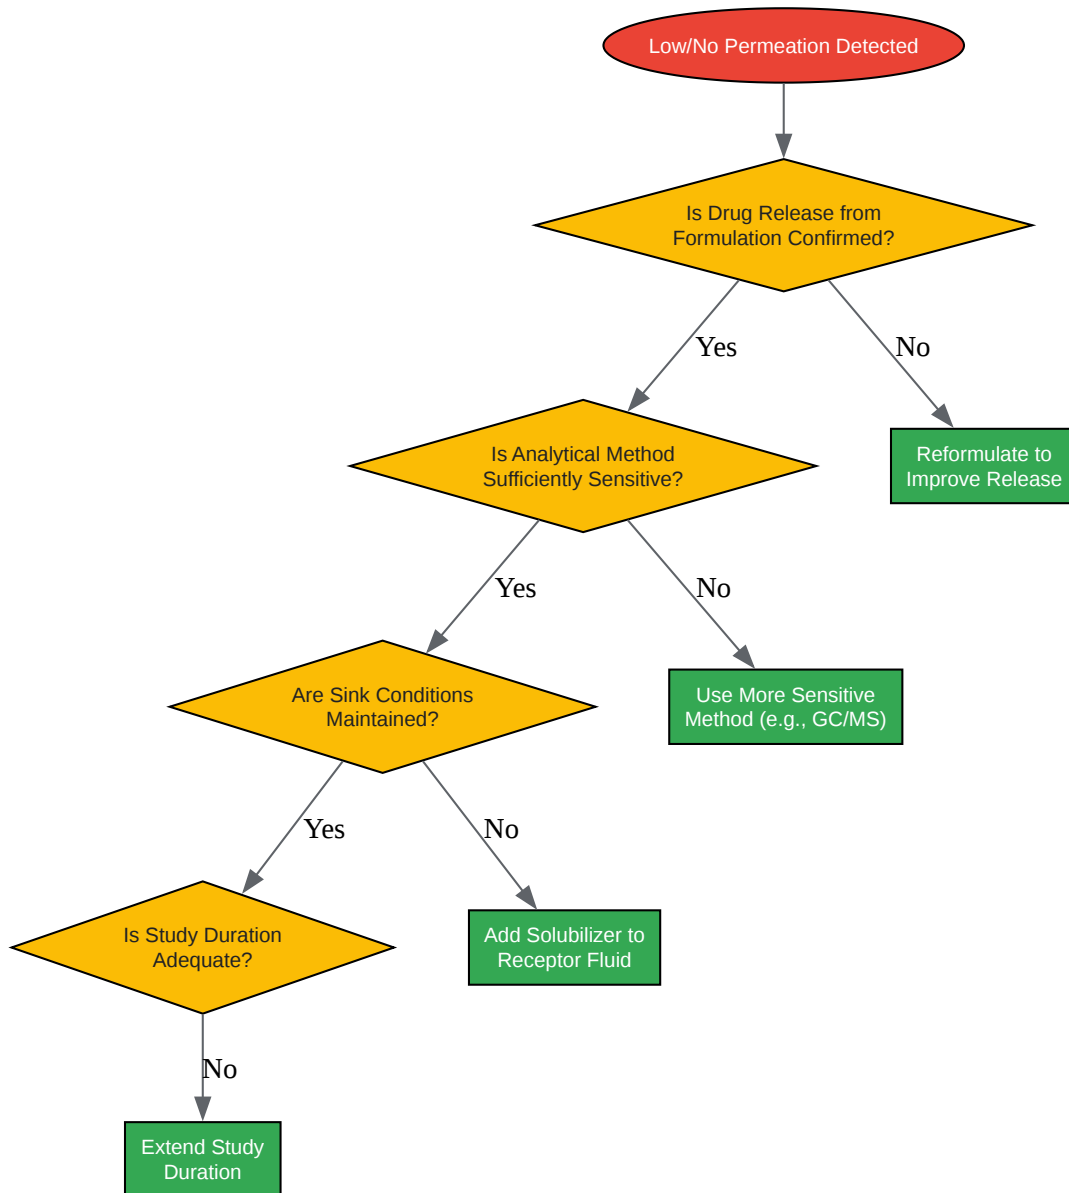 Low/No Permeation Detected
Is Drug Release from
Formulation Confirmed?
Yes
No
Is Analytical Method
Sufficiently Sensitive?
Reformulate to
Improve Release
Yes
No
Are Sink Conditions
Maintained?
Use More Sensitive
Method (e.g., GC/MS)
Yes
No
Is Study Duration
Adequate?
Add Solubilizer to
Receptor Fluid
No
Extend Study
Duration